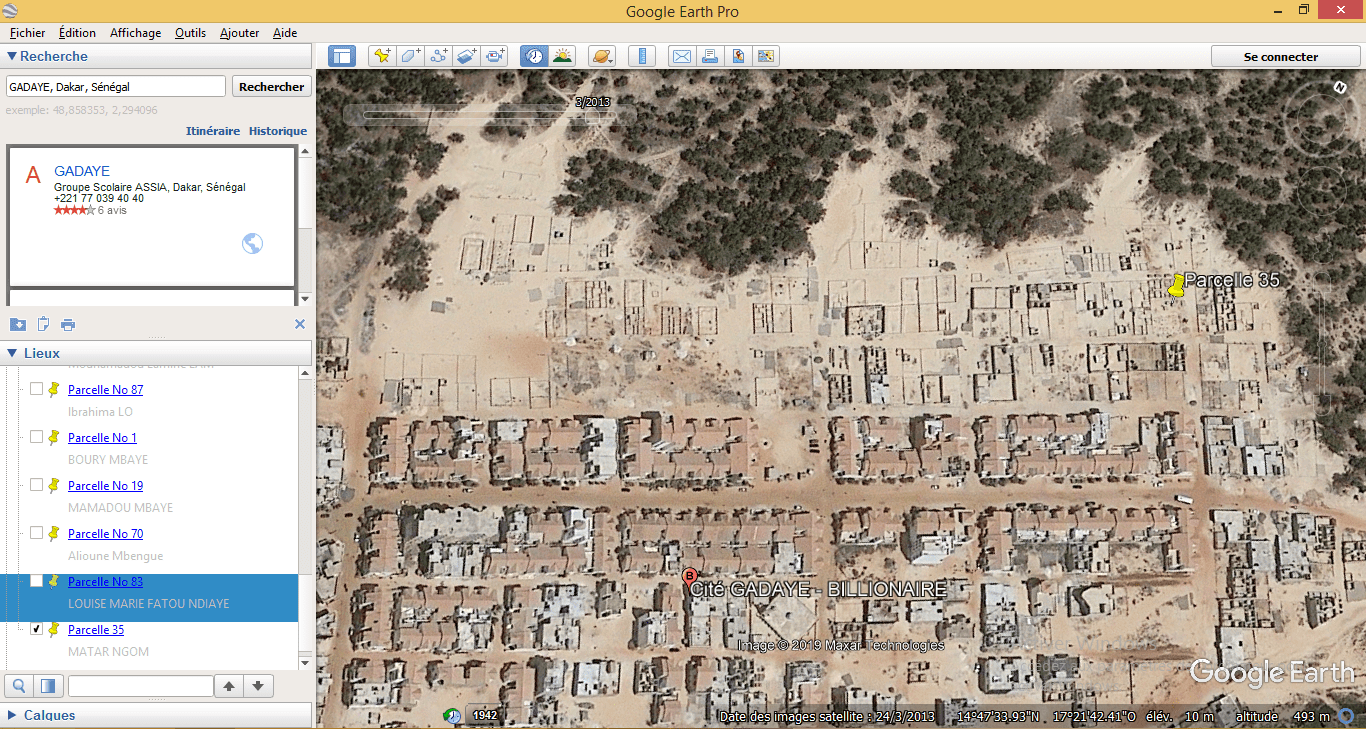 Google Earth Pro
Fichier Édition Affichage Outils Ajouter Aide
Recherche
GADAYE, Dakar, Sénégal
Rechercher
exemple: 48,858353, 2,294096
Itinéraire Historique
A GADAYE
Groupe Scolaire ASSIA, Dakar, Sénégal
+221 77 039 40 40
6 avis
Lieux
Parcelle No 87
Ibrahima LO
Parcelle No 1
BOURY MBAYE
Parcelle No 19
MAMADOU MBAYE
Parcelle No 70
Alioune Mbengue
Parcelle No 83
LOUISE MARIE FATOU NDIAYE
Parcelle 35
MATAR NGOM
Calques
Se connecter
N
3/2013
Parcelle 35
B
Cité GADAYE - BILLIONAIRE
Image © 2019 Maxar Technologies
Google Earth
1942
Date des images satellite : 24/3/2013 14°47'33.93"N 17°21'42.41"O élév. 10 m altitude 493 m